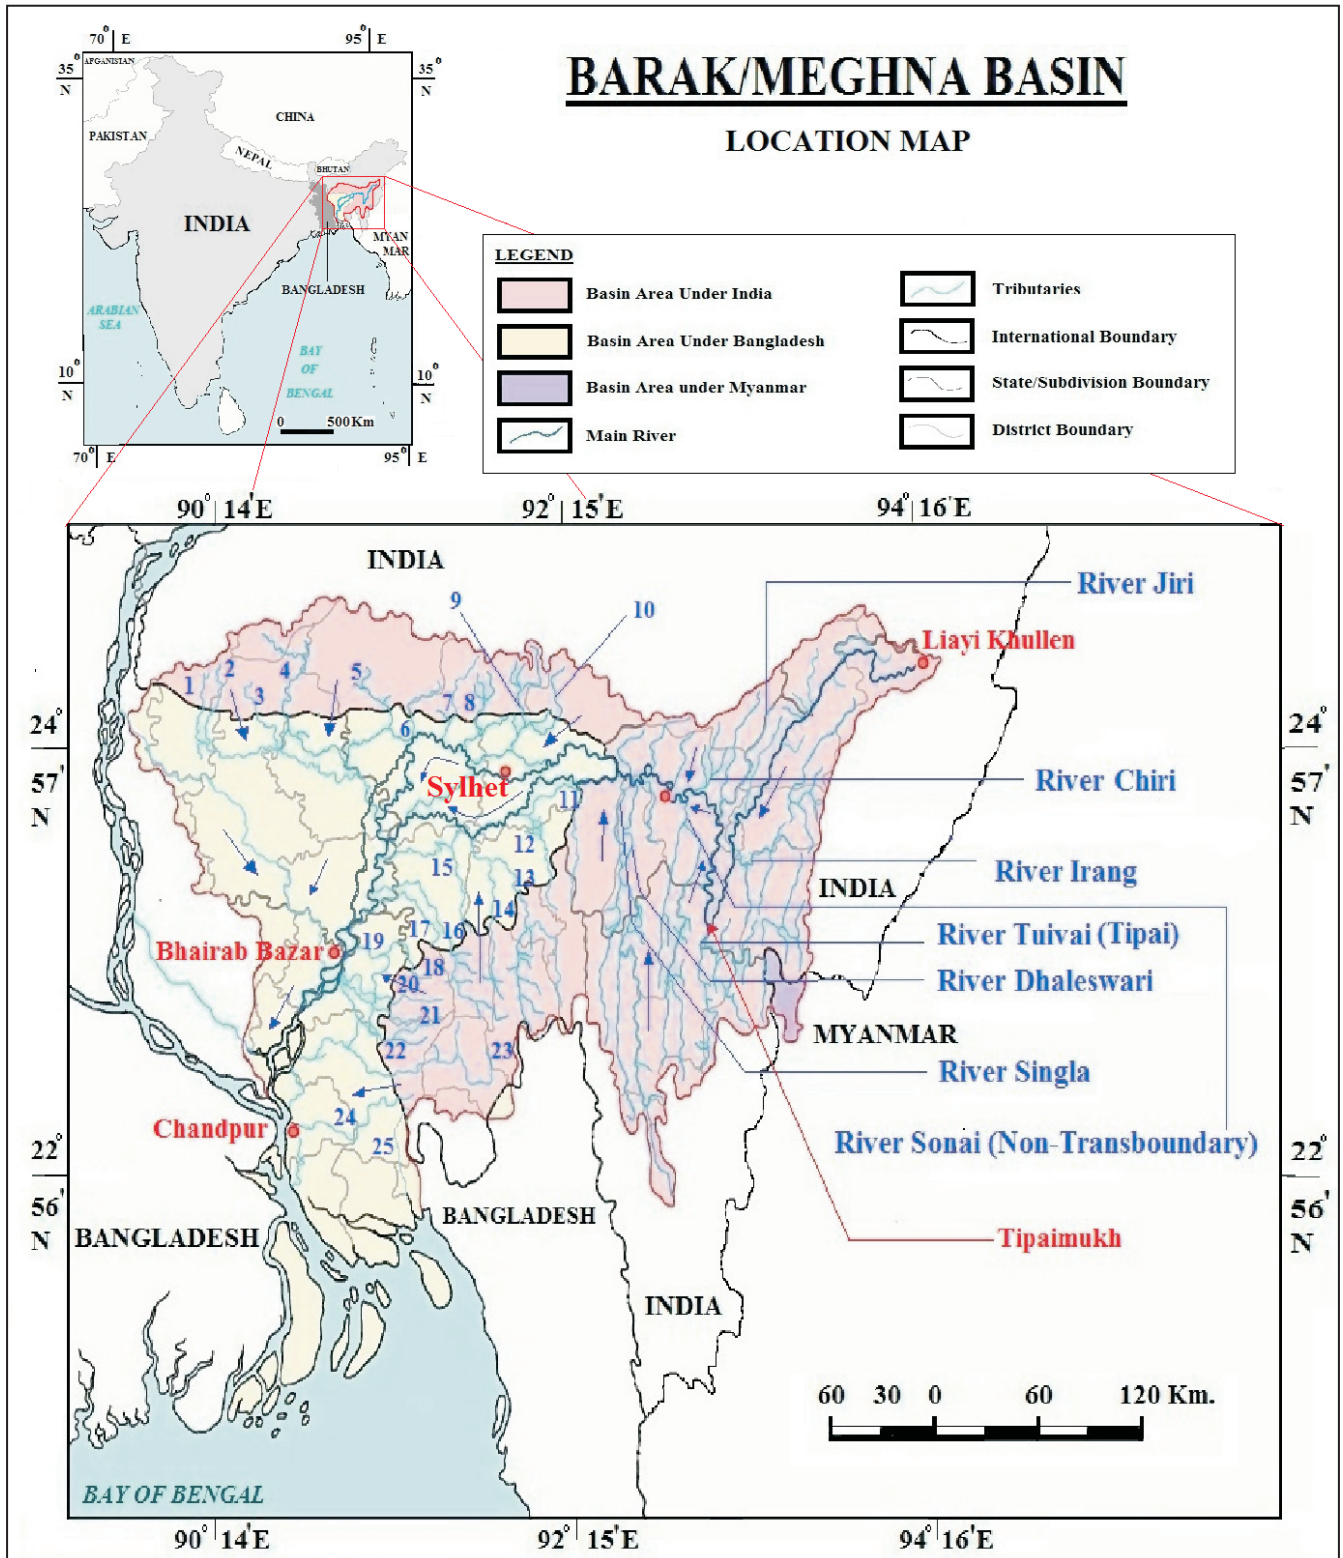 BARAK/MEGHNA BASIN
LOCATION MAP
70° E
95° E
35°
N
35°
N
AFGANISTAN
CHINA
PAKISTAN
NEPAL
BHUTAN
INDIA
MYAN
MAR
BANGLADESH
ARABIAN
SEA
BAY
OF
BENGAL
10°
N
10°
N
0 500 Km
70° E
95° E
LEGEND
Basin Area Under India
Basin Area Under Bangladesh
Basin Area under Myanmar
Main River
Tributaries
International Boundary
State/Subdivision Boundary
District Boundary
90° 14'E
92° 15'E
94° 16'E
INDIA
9
10
River Jiri
Liayi Khullen
1
2
3
4
5
6
7
8
24°
57'
N
24°
57'
N
Sylhet
River Chiri
11
12
13
14
15
16
17
18
19
20
21
22
23
24
25
River Irang
INDIA
Bhairab Bazar
River Tuivai (Tipai)
River Dhaleswari
MYANMAR
River Singla
Chandpur
River Sonai (Non-Transboundary)
22°
56'
N
22°
56'
N
BANGLADESH
BANGLADESH
Tipaimukh
INDIA
60 30 0 60 120 Km.
BAY OF BENGAL
90° 14'E
92° 15'E
94° 16'E